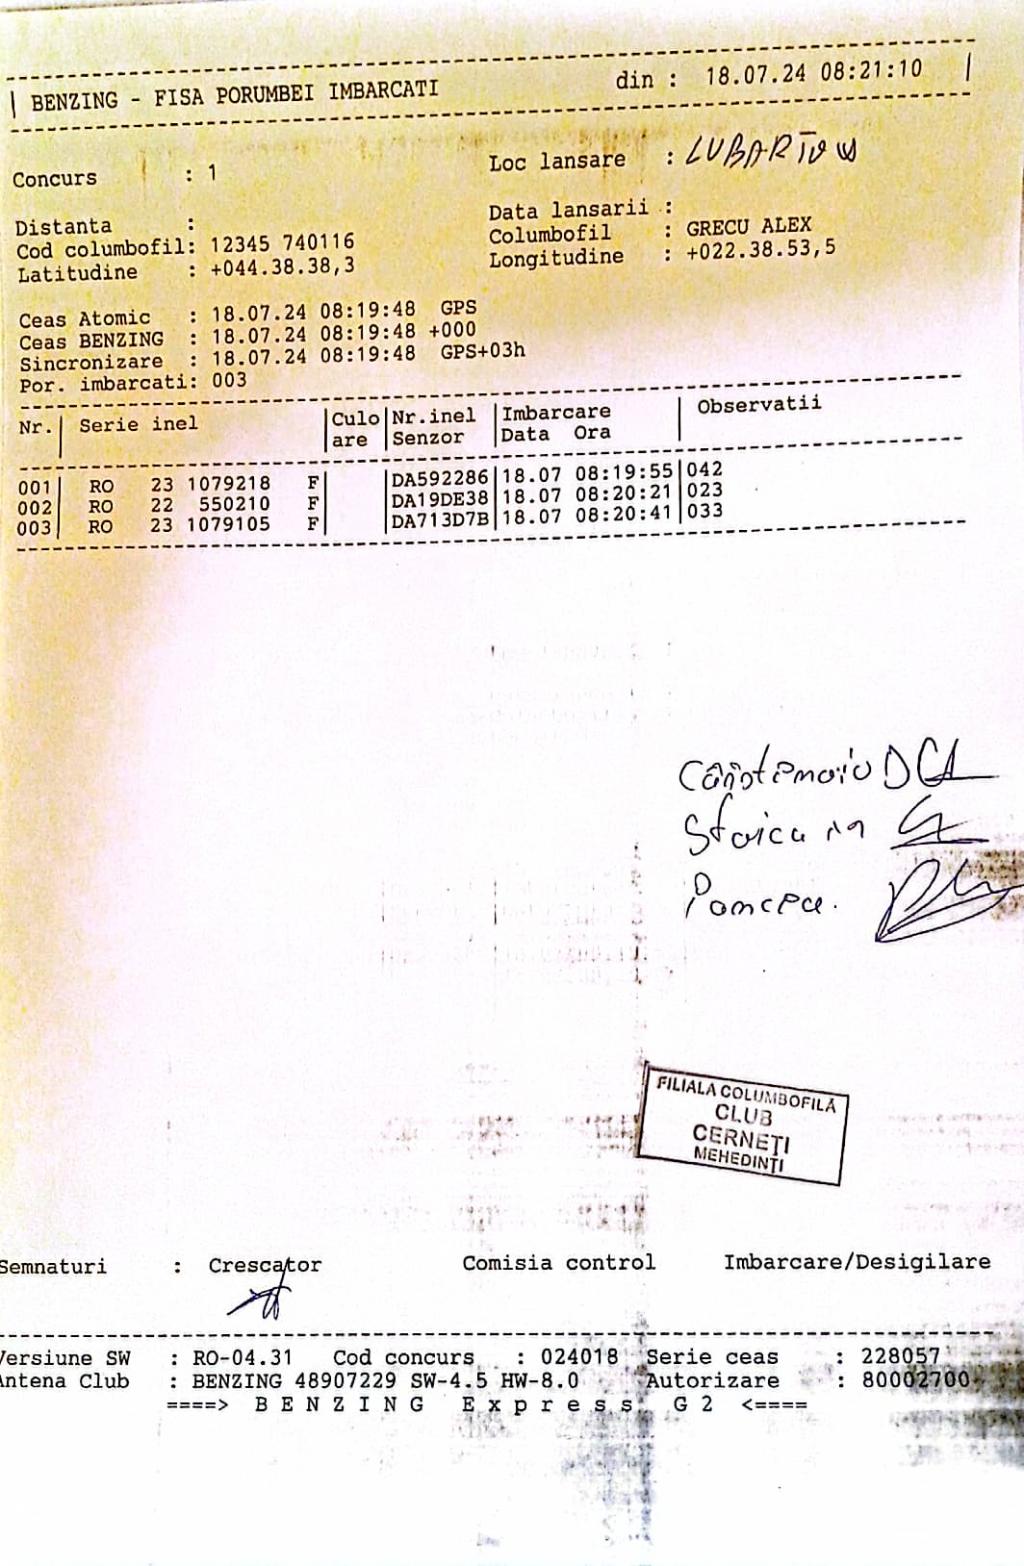 BENZING - FISA PORUMBEI IMBARCATI din : 18.07.24 08:21:10
Concurs : 1 Loc lansare : LUBARTOW
Distanta : Data lansarii :
Cod columbofil: 12345 740116 Columbofil : GRECU ALEX
Latitudine : +044.38.38,3 Longitudine : +022.38.53,5
Ceas Atomic : 18.07.24 08:19:48 GPS
Ceas BENZING : 18.07.24 08:19:48 +000
Sincronizare : 18.07.24 08:19:48 GPS+03h
Por. imbarcati: 003
Nr.| Serie inel |Culo|Nr.inel |Imbarcare | Observatii
|are |Senzor |Data Ora |
001| RO 23 1079218 F| |DA592286|18.07 08:19:55|042
002| RO 22 550210 F| |DA19DE38|18.07 08:20:21|023
003| RO 23 1079105 F| |DA713D7B|18.07 08:20:41|033
Stoica
Poncea.
FILIALA COLUMBOFILĂ
CLUB
CERNEȚI
MEHEDINȚI
Semnaturi : Crescator Comisia control Imbarcare/Desigilare
Versiune SW : RO-04.31 Cod concurs : 024018 Serie ceas : 228057
Antena Club : BENZING 48907229 SW-4.5 HW-8.0 Autorizare : 80002700
====> B E N Z I N G E x p r e s s G 2 <====